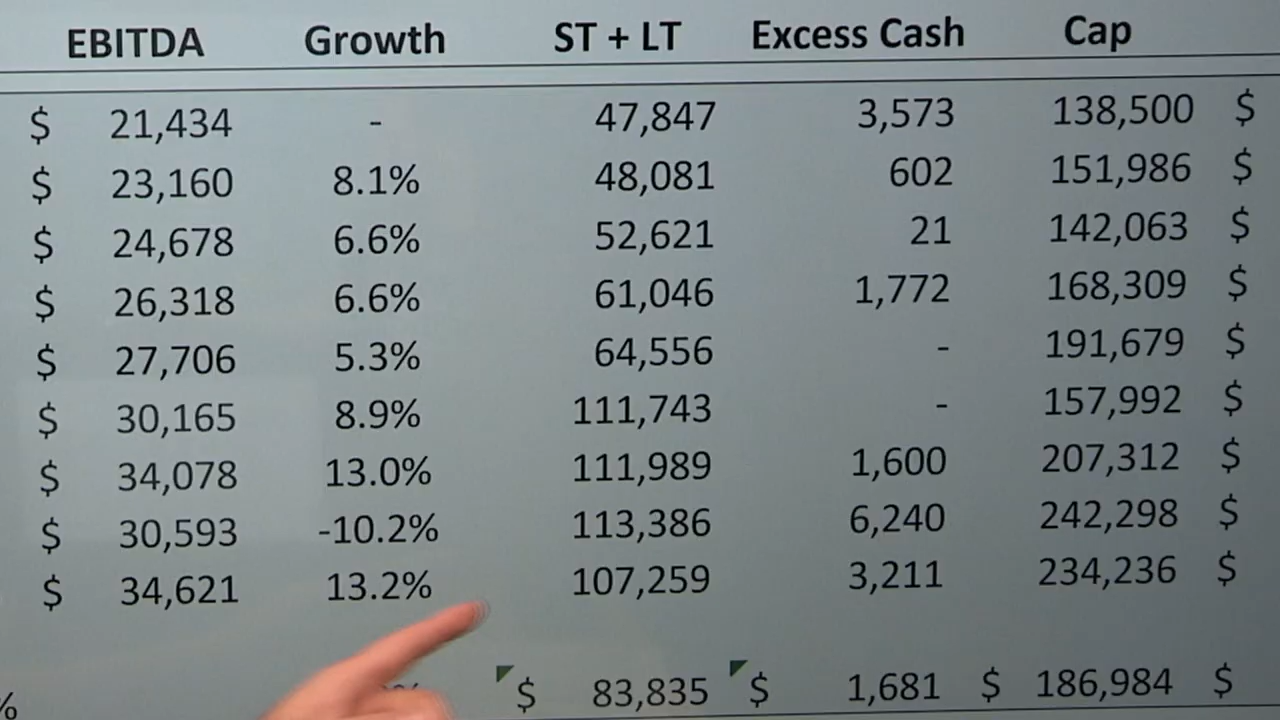 EBITDA Growth ST + LT Excess Cash Cap
$ 21,434 - 47,847 3,573 138,500 $
$ 23,160 8.1% 48,081 602 151,986 $
$ 24,678 6.6% 52,621 21 142,063 $
$ 26,318 6.6% 61,046 1,772 168,309 $
$ 27,706 5.3% 64,556 - 191,679 $
$ 30,165 8.9% 111,743 - 157,992 $
$ 34,078 13.0% 111,989 1,600 207,312 $
$ 30,593 -10.2% 113,386 6,240 242,298 $
$ 34,621 13.2% 107,259 3,211 234,236 $
% $ 83,835 $ 1,681 $ 186,984 $